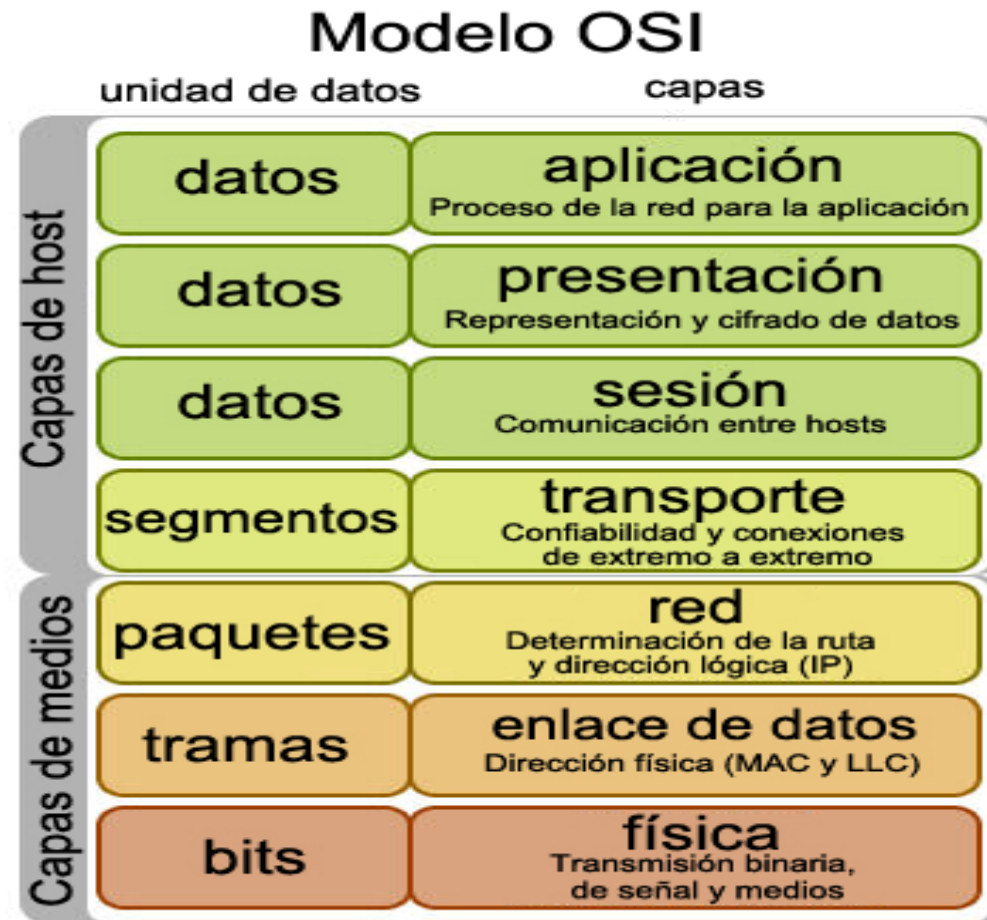 Modelo OSI
unidad de datos capas
Capas de host
datos
aplicación
Proceso de la red para la aplicación
datos
presentación
Representación y cifrado de datos
datos
sesión
Comunicación entre hosts
segmentos
transporte
Confiabilidad y conexiones
de extremo a extremo
Capas de medios
paquetes
red
Determinación de la ruta
y dirección lógica (IP)
tramas
enlace de datos
Dirección física (MAC y LLC)
bits
física
Transmisión binaria,
de señal y medios